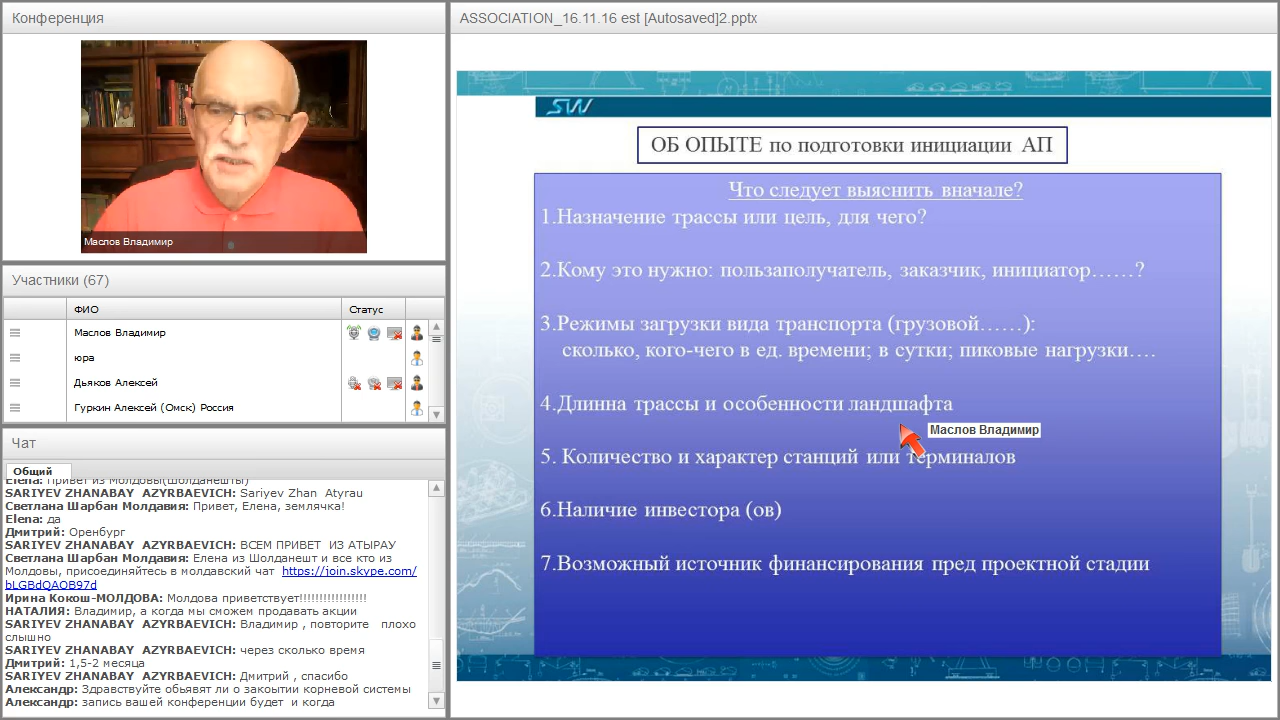 Конференция
Маслов Владимир
Участники (67)
ФИО
Статус
Маслов Владимир
юра
Дьяков Алексей
Гуркин Алексей (Омск) Россия
Чат
Общий
Elena: Привет из Молдовы(Шолданешты)
SARIYEV ZHANABAY AZYRBAEVICH: Sariyev Zhan Atyrau
Светлана Шарбан Молдавия: Привет, Елена, землячка!
Elena: да
Дмитрий: Оренбург
SARIYEV ZHANABAY AZYRBAEVICH: ВСЕМ ПРИВЕТ ИЗ АТЫРАУ
Светлана Шарбан Молдавия: Елена из Шолданешт и все кто из
Молдовы, присоединяйтесь в молдавский чат https://join.skype.com/
bLGBdQAOB97d
Ирина Кокош-МОЛДОВА: Молдова приветствует!!!!!!!!!!!!!!!!!
НАТАЛИЯ: Владимир, а когда мы сможем продавать акции
SARIYEV ZHANABAY AZYRBAEVICH: Владимир , повторите плохо
слышно
SARIYEV ZHANABAY AZYRBAEVICH: через сколько время
Дмитрий: 1,5-2 месяца
SARIYEV ZHANABAY AZYRBAEVICH: Дмитрий , спасибо
Александр: Здравствуйте обьявят ли о закоытии корневой системы
Александр: запись вашей конференции будет и когда
ASSOCIATION_16.11.16 est [Autosaved]2.pptx
SW
ОБ ОПЫТЕ по подготовки инициации АП
Что следует выяснить вначале?
1.Назначение трассы или цель, для чего?
2.Кому это нужно: пользаполучатель, заказчик, инициатор……?
3.Режимы загрузки вида транспорта (грузовой……):
сколько, кого-чего в ед. времени; в сутки; пиковые нагрузки….
4.Длинна трассы и особенности ландшафта
Маслов Владимир
5. Количество и характер станций или терминалов
6.Наличие инвестора (ов)
7.Возможный источник финансирования пред проектной стадии